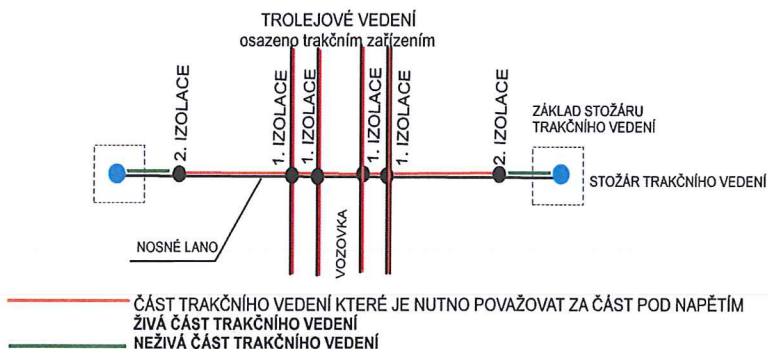 TROLEJOVÉ VEDENÍ
osazeno trakčním zařízením
2. IZOLACE
1. IZOLACE
1. IZOLACE
1. IZOLACE
1. IZOLACE
2. IZOLACE
ZÁKLAD STOŽÁRU
TRAKČNÍHO VEDENÍ
STOŽÁR TRAKČNÍHO VEDENÍ
NOSNÉ LANO
VOZOVKA
ČÁST TRAKČNÍHO VEDENÍ KTERÉ JE NUTNO POVAŽOVAT ZA ČÁST POD NAPĚTÍM
ŽIVÁ ČÁST TRAKČNÍHO VEDENÍ
NEŽIVÁ ČÁST TRAKČNÍHO VEDENÍ